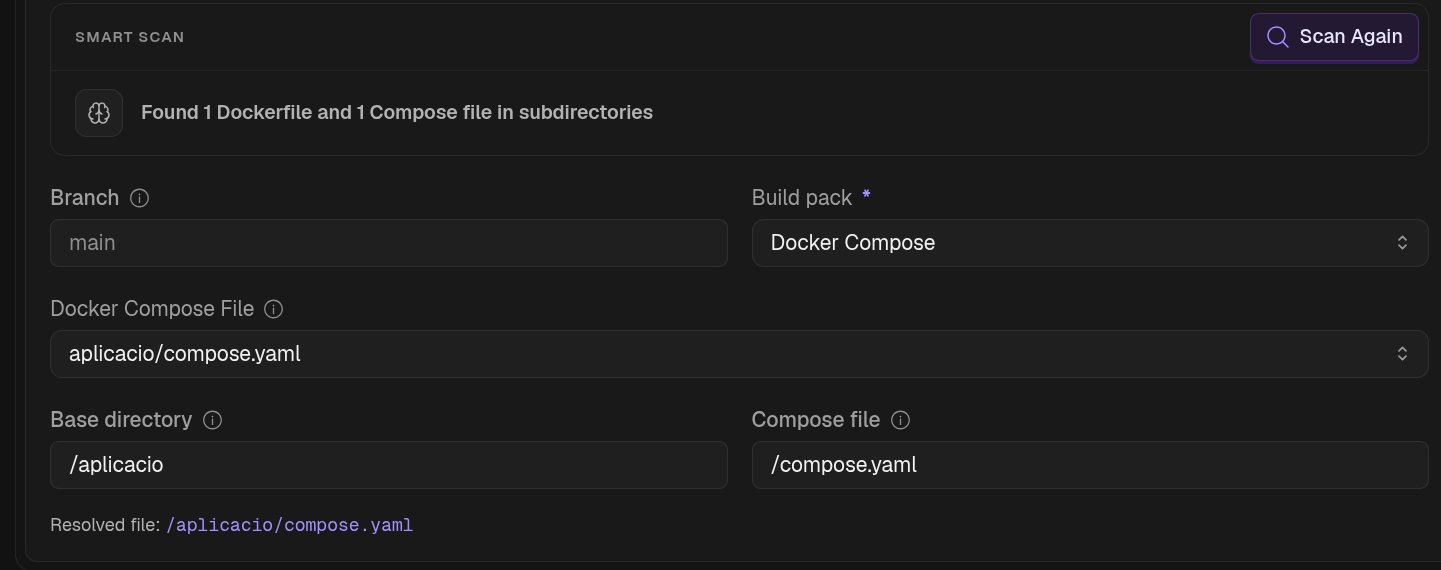 SMART SCAN
Scan Again
Found 1 Dockerfile and 1 Compose file in subdirectories
Branch
Build pack *
main
Docker Compose
Docker Compose File
aplicacio/compose.yaml
Base directory
Compose file
/aplicacio
/compose.yaml
Resolved file: /aplicacio/compose.yaml